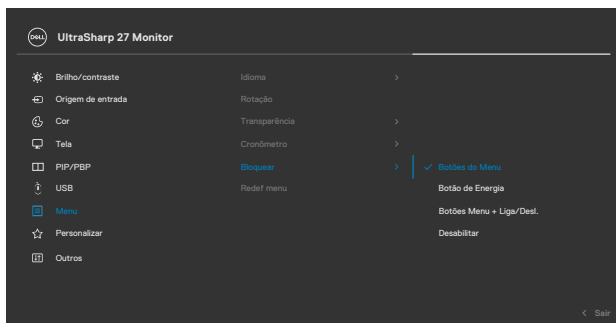 DELL UltraSharp 27 Monitor
Brilho/contraste
Idioma
Origem de entrada
Rotação
Cor
Transparência
Tela
Cronômetro
PIP/PBP
Bloquear
Botões do Menu
USB
Redef menu
Botão de Energia
Menu
Botões Menu + Liga/Desl.
Personalizar
Desabilitar
Outros
Sair